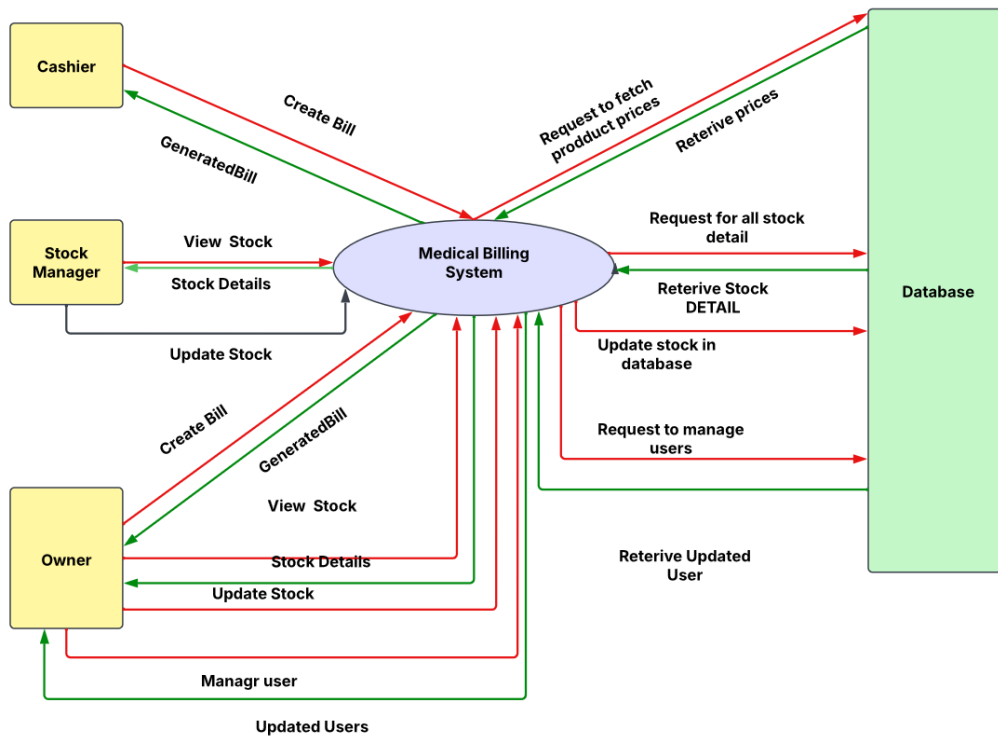 Cashier
Create Bill
GeneratedBill
Request to fetch
prodduct prices
Reterive prices
Stock
Manager
View  Stock
Stock Details
Update Stock
Medical Billing
System
Request for all stock
detail
Reterive Stock
DETAIL
Update stock in
database
Request to manage
users
Reterive Updated
User
Database
Create Bill
GeneratedBill
View  Stock
Owner
Stock Details
Update Stock
Managr user
Updated Users